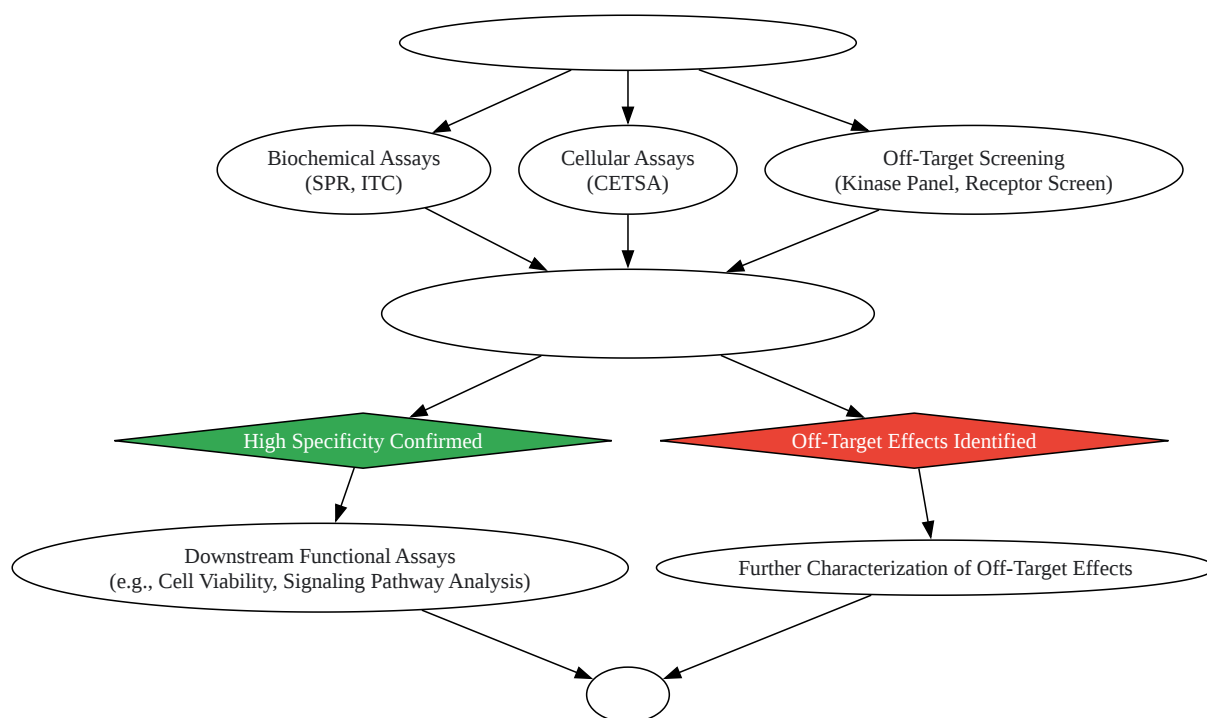 Biochemical Assays
(SPR, ITC)
Cellular Assays
(CETSA)
Off-Target Screening
(Kinase Panel, Receptor Screen)
High Specificity Confirmed
Off-Target Effects Identified
Downstream Functional Assays
(e.g., Cell Viability, Signaling Pathway Analysis)
Further Characterization of Off-Target Effects